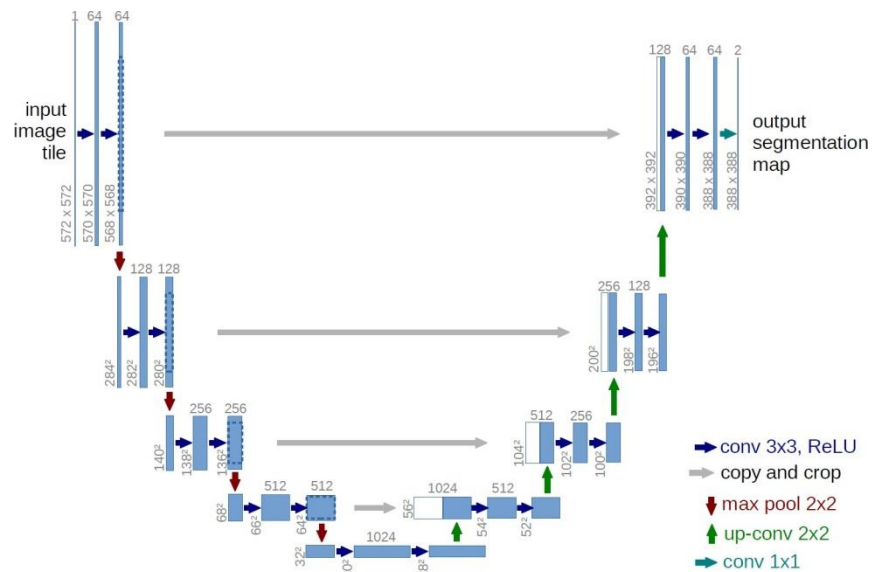 1 64 64
input
image
tile
572 x 572
570 x 570
568 x 568
128 64 64 2
392 x 392
390 x 390
388 x 388
388 x 388
output
segmentation
map
128 128
284²
282²
280²
256 128
200²
198²
196²
256 256
140²
138²
136²
512 256
104²
102²
100²
512 512
68²
66²
64²
1024 512
56²
54²
52²
1024
32²
0²
8²
conv 3x3, ReLU
copy and crop
max pool 2x2
up-conv 2x2
conv 1x1